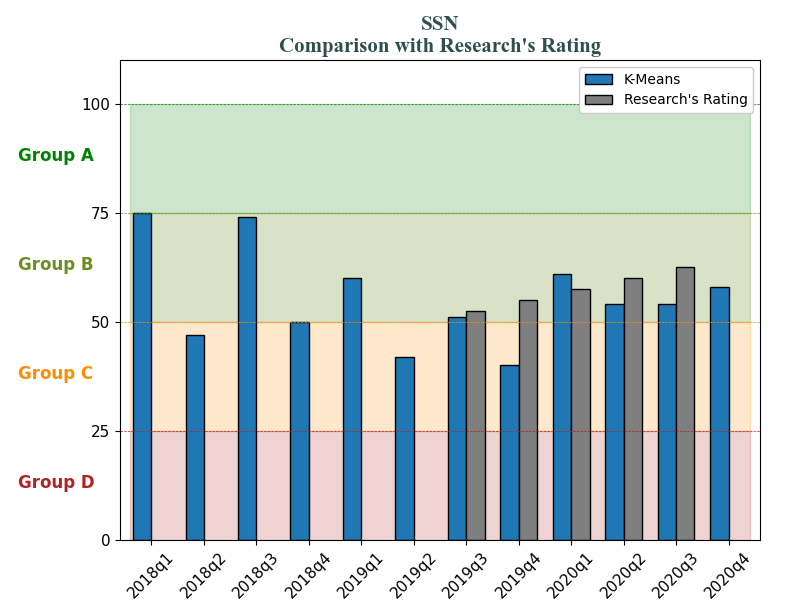 SSN
Comparison with Research's Rating
K-Means
Research's Rating
100
Group A
75
Group B
50
Group C
25
Group D
0
2018q1
2018q2
2018q3
2018q4
2019q1
2019q2
2019q3
2019q4
2020q1
2020q2
2020q3
2020q4